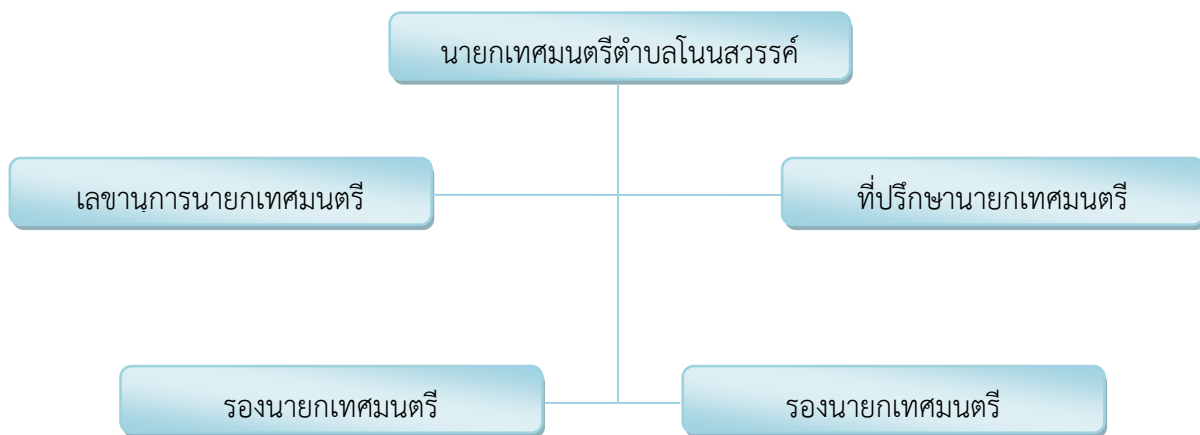 นายกเทศมนตรีตำบลโนนสวรรค์
เลขานุการนายกเทศมนตรี
ที่ปรึกษานายกเทศมนตรี
รองนายกเทศมนตรี
รองนายกเทศมนตรี